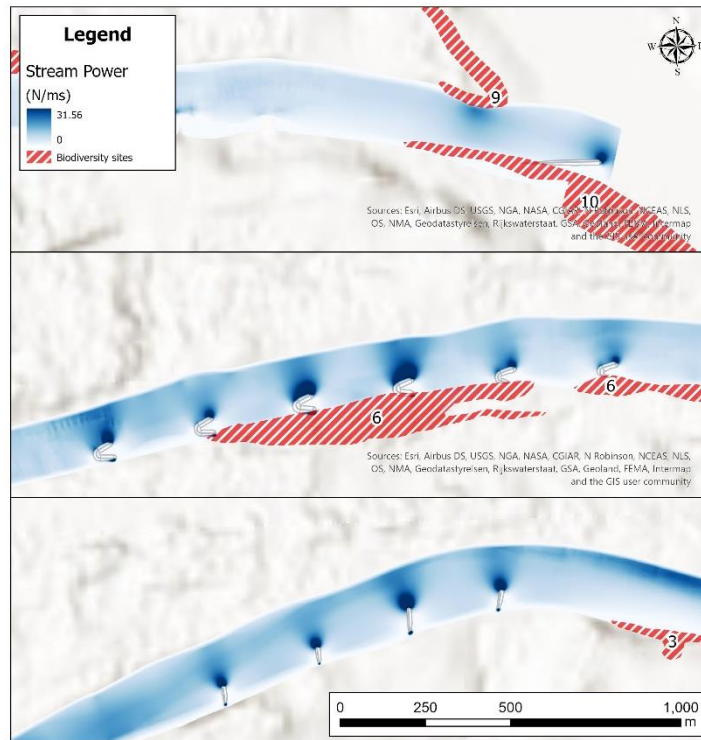 Legend
Stream Power
(N/ms)
31.56
0
Biodiversity sites
N
W
S
9
10
Sources: Esri, Airbus DS, USGS, NGA, NASA, CGIAR, N Robinson, NCEAS, NLS,
OS, NMA, Geodatastyrelsen, Rijkswaterstaat, GSA, Geoland, FEMA, Intermap
and the GIS user community
6
6
Sources: Esri, Airbus DS, USGS, NGA, NASA, CGIAR, N Robinson, NCEAS, NLS,
OS, NMA, Geodatastyrelsen, Rijkswaterstaat, GSA, Geoland, FEMA, Intermap
and the GIS user community
3
0 250 500 1,000
m